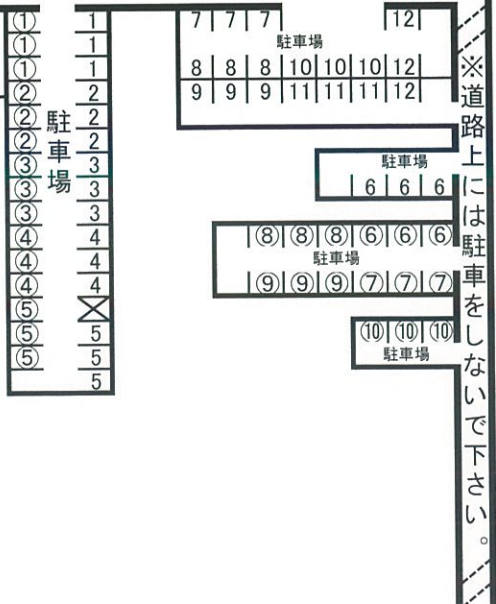 ① 1
① 1
① 1
② 2
② 2
② 2
③ 3
③ 3
③ 3
④ 4
④ 4
④ 4
⑤
⑤ 5
⑤ 5
5
駐車場
7 7 7 12
駐車場
8 8 8 10 10 10 12
9 9 9 11 11 11 12
駐車場
6 6 6
⑧ ⑧ ⑧ ⑥ ⑥ ⑥
駐車場
⑨ ⑨ ⑨ ⑦ ⑦ ⑦
⑩ ⑩ ⑩
駐車場
※道路上には駐車をしないで下さい。